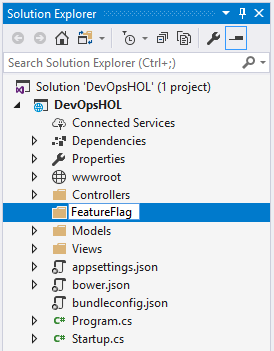 Solution Explorer
Search Solution Explorer (Ctrl+;)
Solution 'DevOpsHOL' (1 project)
DevOpsHOL
Connected Services
Dependencies
Properties
wwwroot
Controllers
FeatureFlag
Models
Views
appsettings.json
bower.json
bundleconfig.json
C# Program.cs
C# Startup.cs